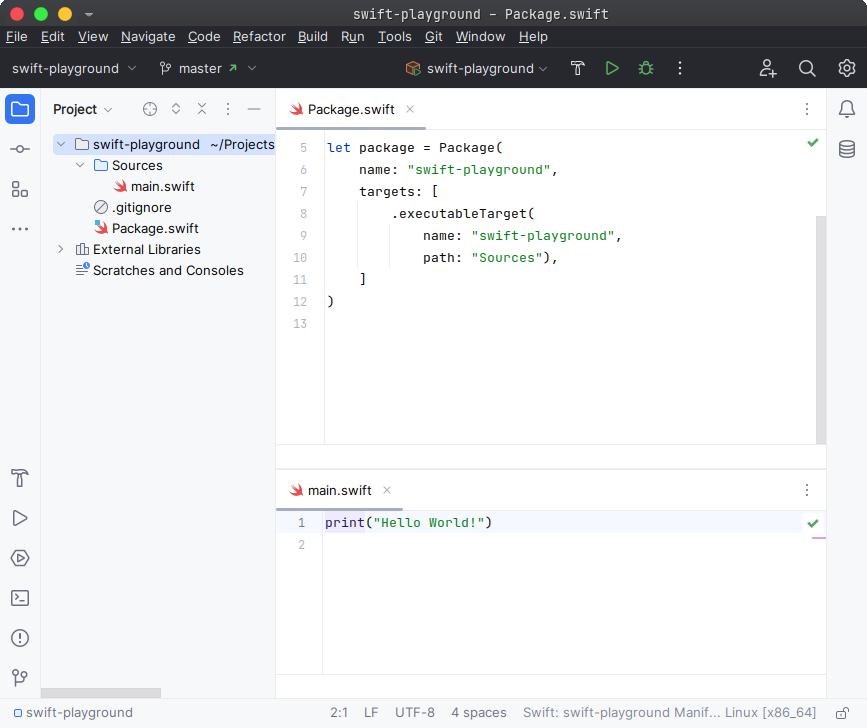 swift-playground – Package.swift
File Edit View Navigate Code Refactor Build Run Tools Git Window Help
swift-playground master swift-playground
Project
swift-playground ~/Projects
Sources
main.swift
.gitignore
Package.swift
External Libraries
Scratches and Consoles
Package.swift
5 let package = Package(
6 name: "swift-playground",
7 targets: [
8 .executableTarget(
9 name: "swift-playground",
10 path: "Sources"),
11 ]
12 )
13
main.swift
1 print("Hello World!")
2
swift-playground 2:1 LF UTF-8 4 spaces Swift: swift-playground Manif... Linux [x86_64]